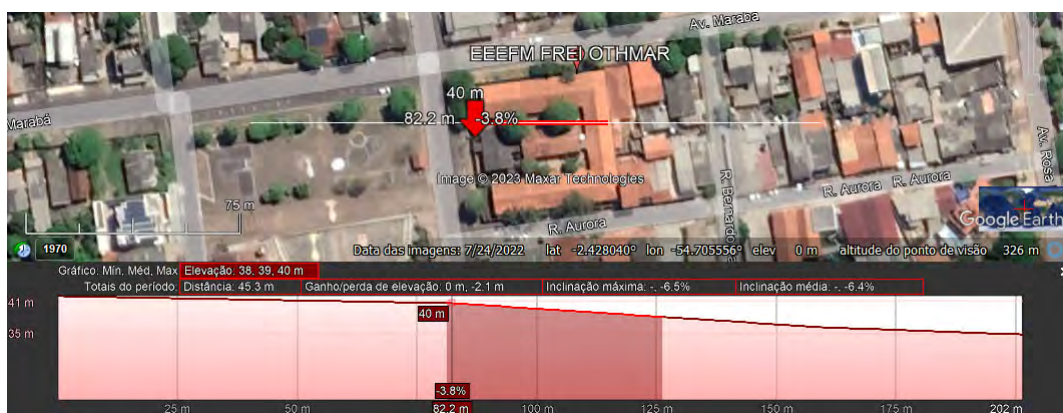 Av. Marabá
EEEFM FREI OTHMAR
40 m
82.2 m -3.8%
Marabá
Image © 2023 Maxar Technologies
R. Aurora R. Aurora
R. Bernardo
Av. Rosa
75 m
R. Aurora
Google Earth
1970
Data das Imagens: 7/24/2022 lat -2.428040° lon -54.705556° elev 0 m altitude do ponto de visão 326 m
Gráfico: Mín, Méd, Max Elevação: 38, 39, 40 m
Totais do período: Distância: 45.3 m Ganho/perda de elevação: 0 m, -2.1 m Inclinação máxima: -, -6.5% Inclinação média: -, -6.4%
41 m
40 m
35 m
-3.8%
25 m 50 m 82.2 m 100 m 125 m 150 m 175 m 202 m